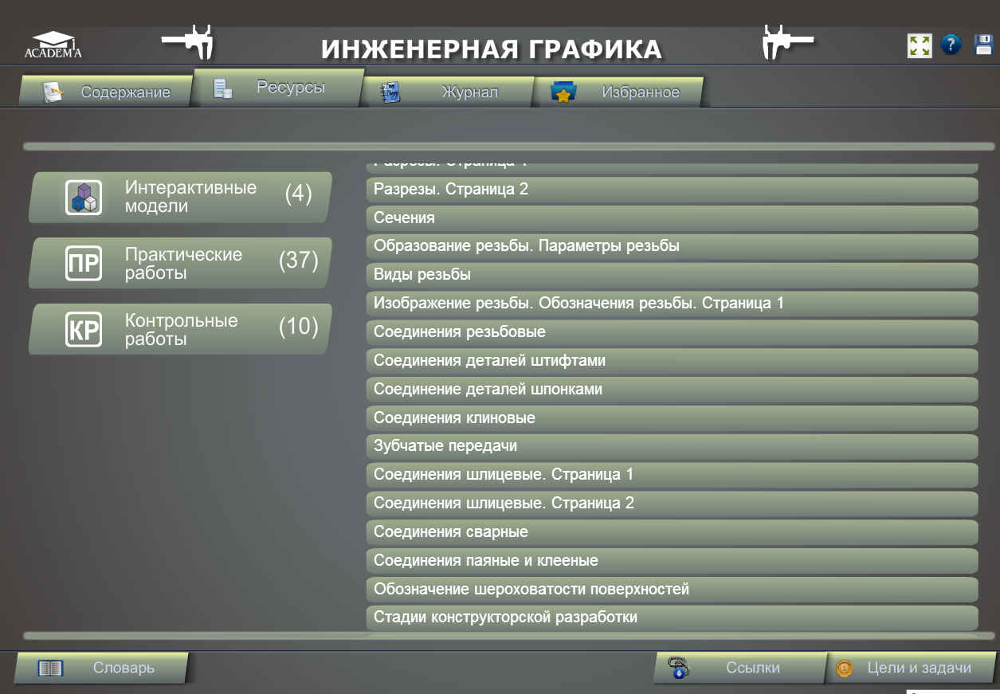 ACADEMA
ИНЖЕНЕРНАЯ ГРАФИКА
Содержание
Ресурсы
Журнал
Избранное
Интерактивные
модели
(4)
ПР
Практические
работы
(37)
КР
Контрольные
работы
(10)
Разрезы. Страница 1
Разрезы. Страница 2
Сечения
Образование резьбы. Параметры резьбы
Виды резьбы
Изображение резьбы. Обозначения резьбы. Страница 1
Соединения резьбовые
Соединения деталей штифтами
Соединение деталей шпонками
Соединения клиновые
Зубчатые передачи
Соединения шлицевые. Страница 1
Соединения шлицевые. Страница 2
Соединения сварные
Соединения паяные и клееные
Обозначение шероховатости поверхностей
Стадии конструкторской разработки
Словарь
Ссылки
Цели и задачи